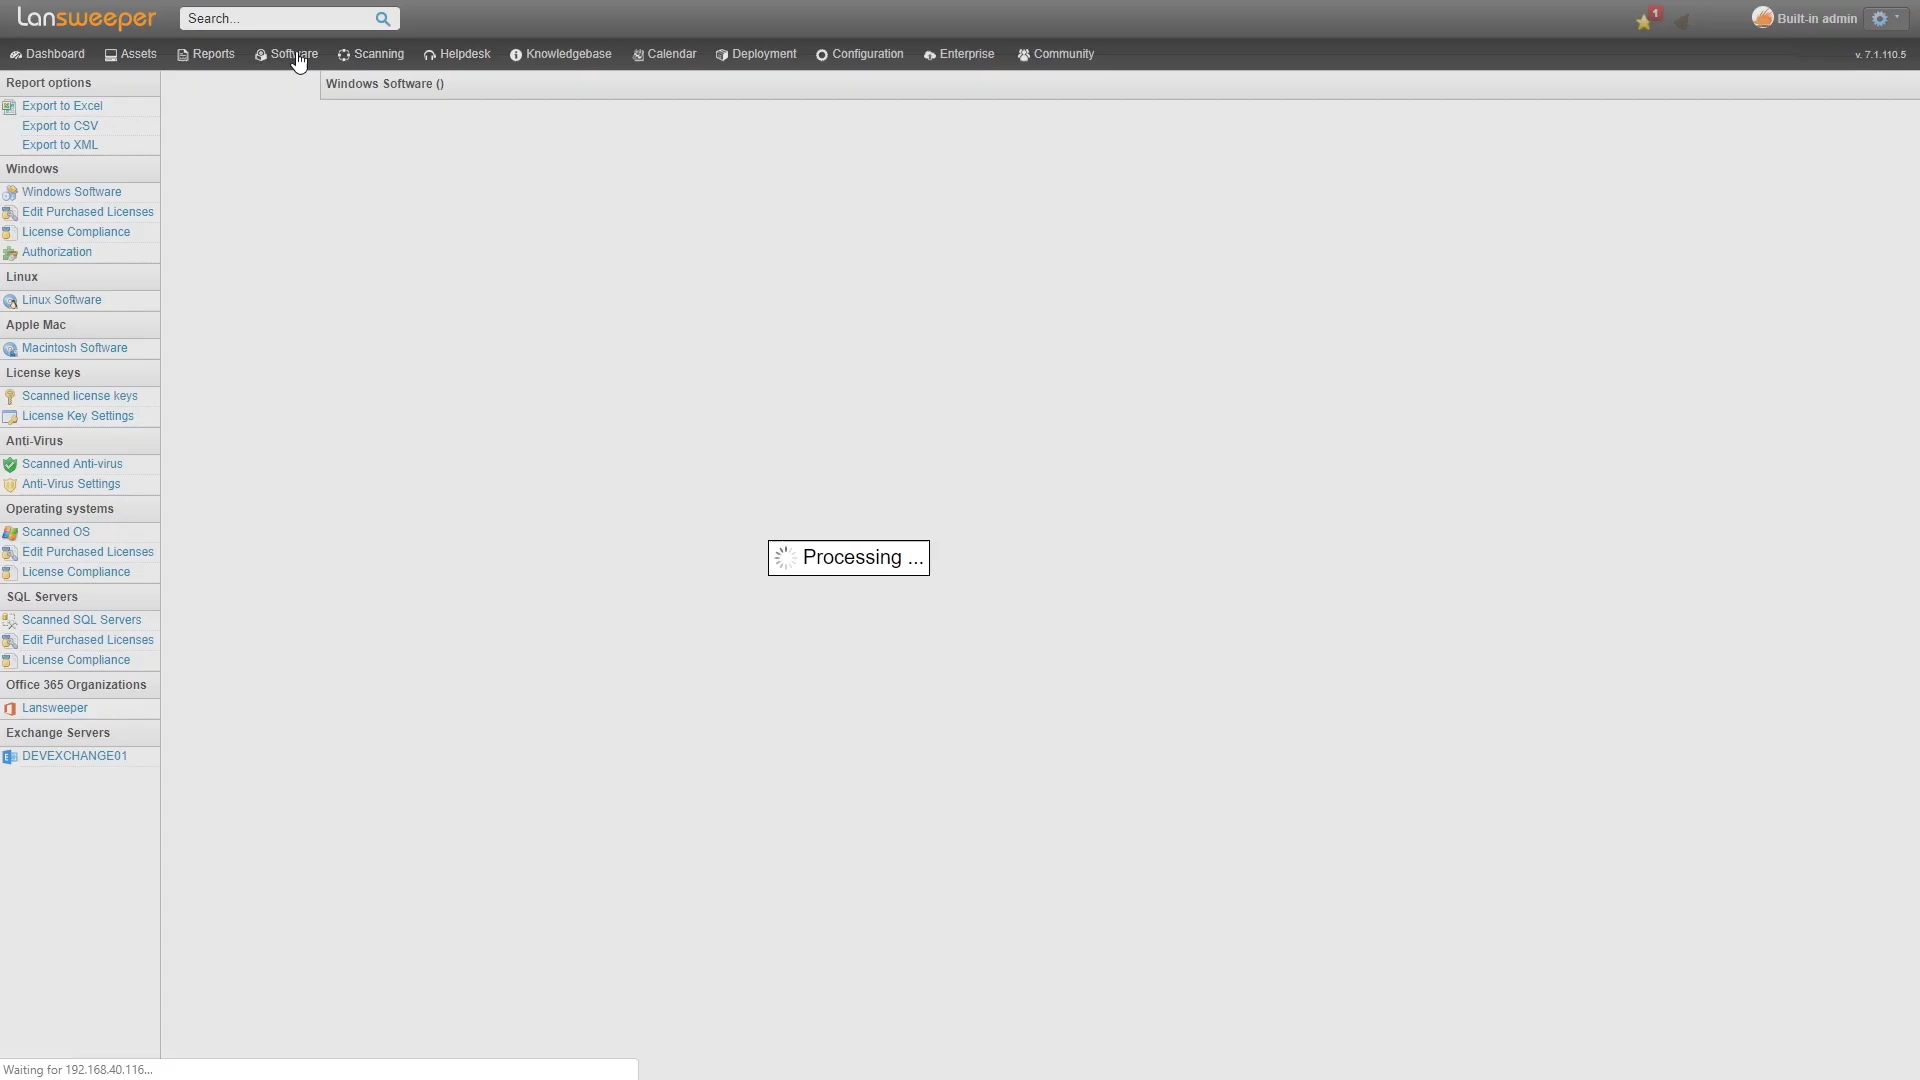 Lansweeper
Search...
1
Built-in admin
Dashboard Assets Reports Software Scanning Helpdesk Knowledgebase Calendar Deployment Configuration Enterprise Community
v. 7.1.110.5
Report options
Export to Excel
Export to CSV
Export to XML
Windows
Windows Software
Edit Purchased Licenses
License Compliance
Authorization
Linux
Linux Software
Apple Mac
Macintosh Software
License keys
Scanned license keys
License Key Settings
Anti-Virus
Scanned Anti-virus
Anti-Virus Settings
Operating systems
Scanned OS
Edit Purchased Licenses
License Compliance
SQL Servers
Scanned SQL Servers
Edit Purchased Licenses
License Compliance
Office 365 Organizations
Lansweeper
Exchange Servers
DEVEXCHANGE01
Windows Software ()
Processing ...
Waiting for 192.168.40.116...